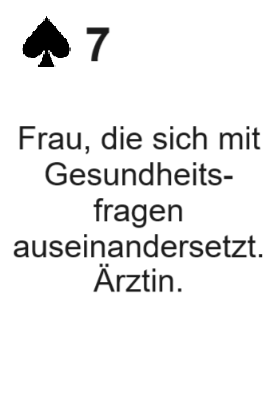 ♠ 7
Frau, die sich mit
Gesundheits-
fragen
auseinandersetzt.
Ärztin.